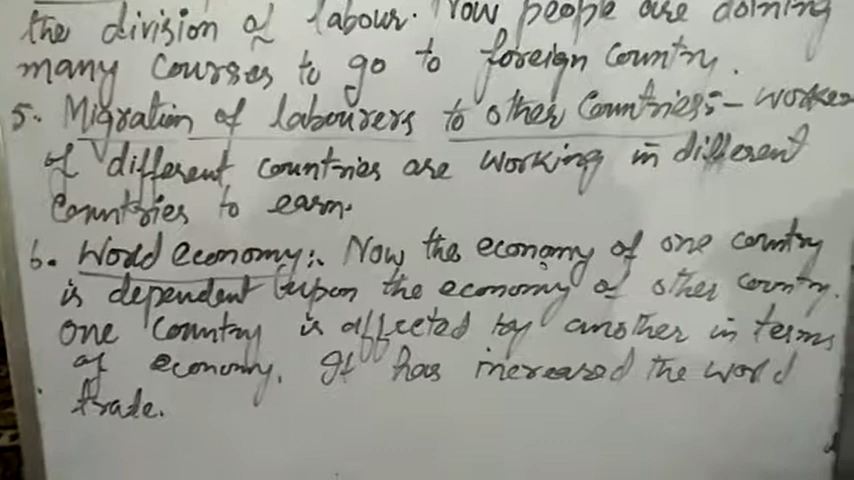 the division of labour. Now people are doining
many courses to go to foreign country.
5. Migration of labourers to other countries:- worker
of different countries are working in different
countries to earn.
6. World economy:. Now the economy of one country
is dependent upon the economy of other country.
one country is affected by another in terms
of economy. It has increased the world
trade.